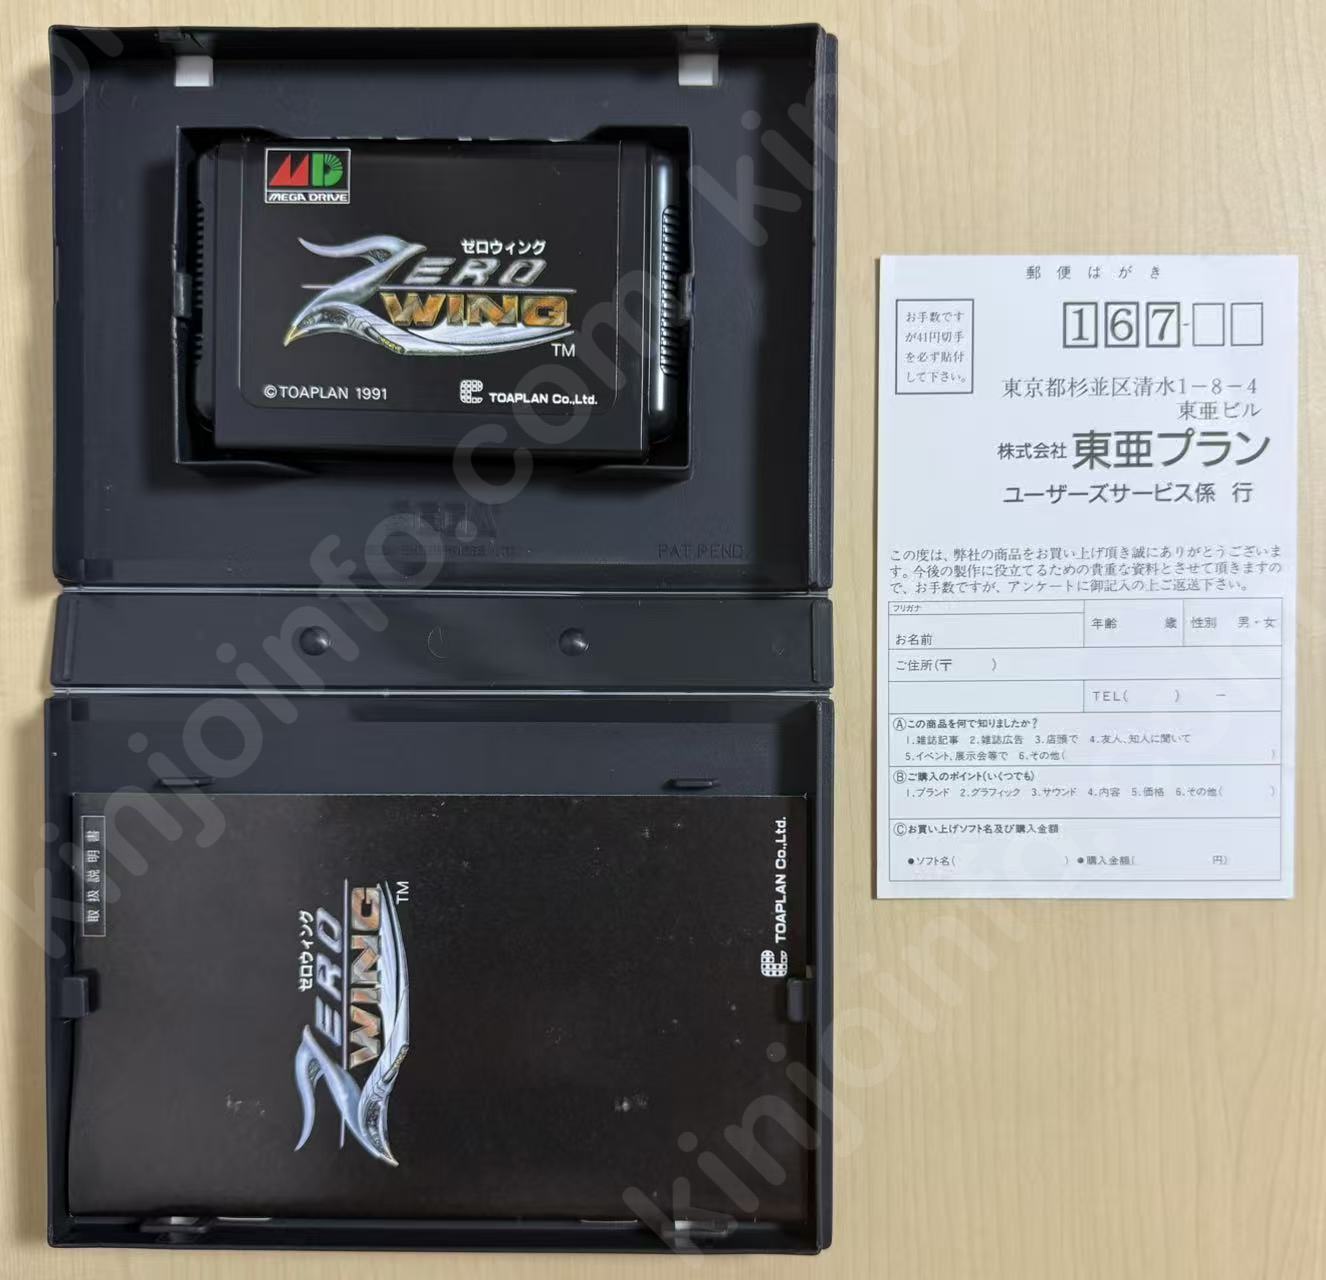 MEGA DRIVE
ゼロウィング
ZERO
WING
TM
©TOAPLAN 1991
TOAPLAN Co.,Ltd.
PAT.PEND.
取扱説明書
ゼロウィング
ZERO
WING
TM
TOAPLAN Co.,Ltd.
郵便はがき
お手数です
が41円切手
を必ず貼付
して下さい。
167-
東京都杉並区清水1-8-4
東亜ビル
株式会社 東亜プラン
ユーザーズサービス係 行
この度は、弊社の商品をお買い上げ頂き誠にありがとうございま
す。今後の製作に役立てるための貴重な資料とさせて頂きますの
で、お手数ですが、アンケートに御記入の上ご返送下さい。
フリガナ
お名前
年齢 歳 性別 男・女
ご住所(〒 )
TEL( ) -
Ⓐこの商品を何で知りましたか?
1.雑誌記事 2.雑誌広告 3.店頭で 4.友人、知人に聞いて
5.イベント、展示会等で 6.その他( )
Ⓑご購入のポイント(いくつでも)
1.ブランド 2.グラフィック 3.サウンド 4.内容 5.価格 6.その他( )
Ⓒお買い上げソフト名及び購入金額
●ソフト名( ) ●購入金額( 円)
kinjoinfo.com
kinjoinfo.com
kinjoinfo.com